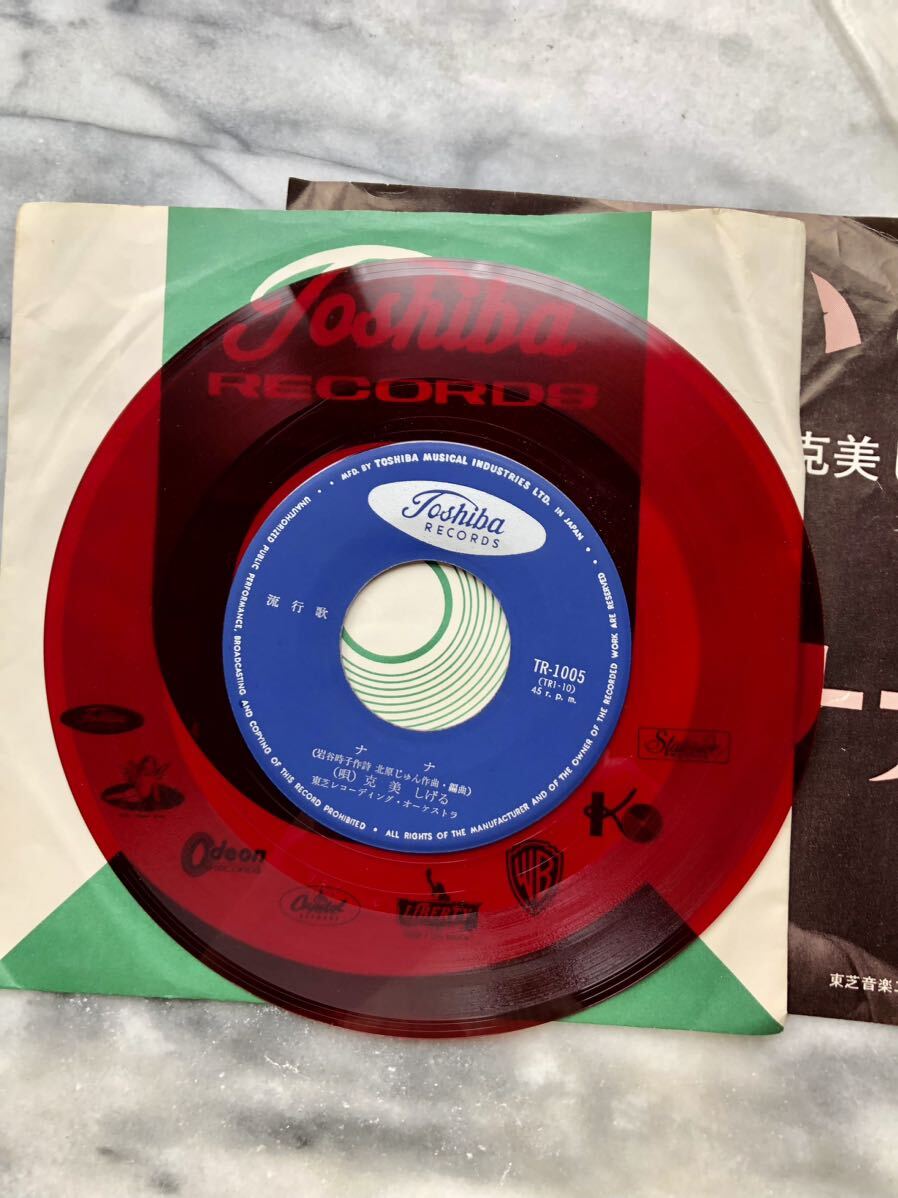 Toshiba
RECORDS
MFD. BY TOSHIBA MUSICAL INDUSTRIES LTD. IN JAPAN
Toshiba
RECORDS
流行歌
TR-1005
(TR1-10)
45 r. p. m.
ナナ
(岩谷時子作詩 北原じゅん作曲・編曲)
(唄) 克美しげる
東芝レコーディング・オーケストラ
• ALL RIGHTS OF THE MANUFACTURER AND OF THE OWNER OF THE RECORDED WORK ARE RESERVED •
UNAUTHORIZED PUBLIC PERFORMANCE, BROADCASTING AND COPYING OF THIS RECORD PROHIBITED •
Odeon
RECORDS
Capitol
RECORDS
LIBERTY
WB
K
克美
東芝音楽